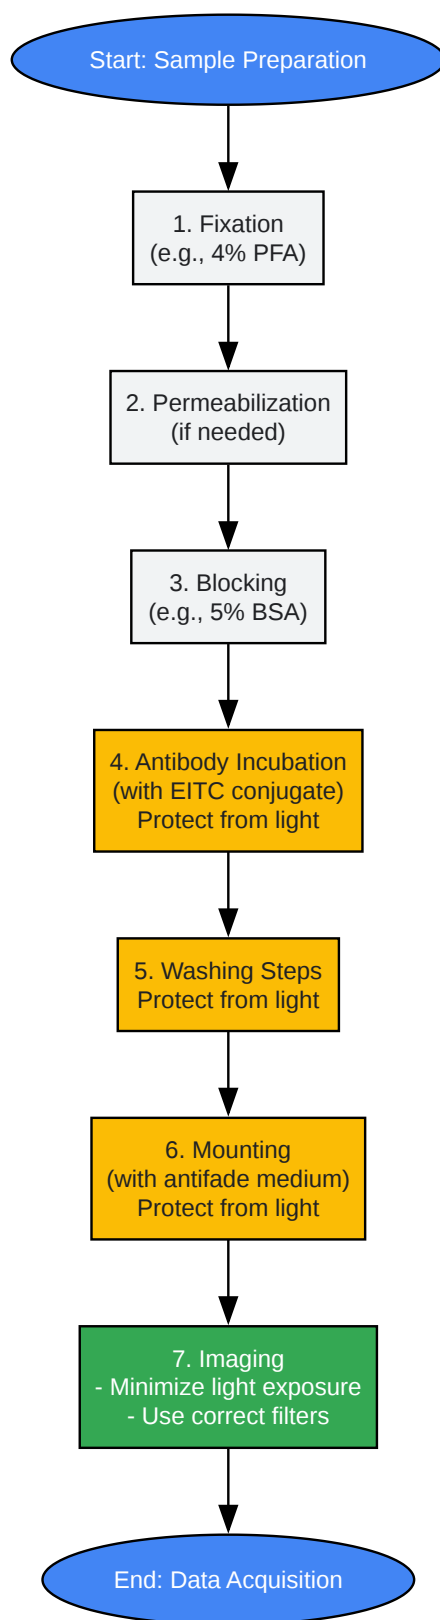 Start: Sample Preparation
1. Fixation
(e.g., 4% PFA)
2. Permeabilization
(if needed)
3. Blocking
(e.g., 5% BSA)
4. Antibody Incubation
(with EITC conjugate)
Protect from light
5. Washing Steps
Protect from light
6. Mounting
(with antifade medium)
Protect from light
7. Imaging
- Minimize light exposure
- Use correct filters
End: Data Acquisition